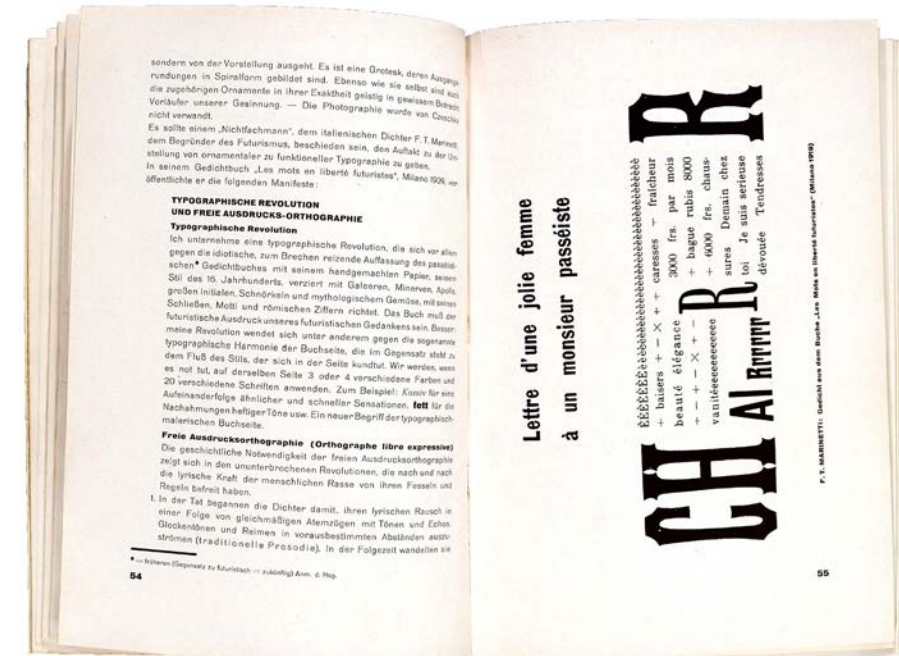 sondern von der Vorstellung ausgeht. Es ist eine Grotesk, deren Ausgangs-
rundungen in Spiralform gebildet sind. Ebenso wie sie selbst sind auch
die zugehörigen Ornamente in ihrer Exaktheit geistig in gewissem Betracht
Vorläufer unserer Gesinnung. — Die Photographie wurde von Czeschka
nicht verwandt.
Es sollte einem „Nichtfachmann“, dem italienischen Dichter F. T. Marinetti,
dem Begründer des Futurismus, beschieden sein, den Auftakt zu der Um-
stellung von ornamentaler zu funktioneller Typographie zu geben.
In seinem Gedichtbuch „Les mots en liberté futuristes“, Milano 1909, ver-
öffentlichte er die folgenden Manifeste:
TYPOGRAPHISCHE REVOLUTION
UND FREIE AUSDRUCKS-ORTHOGRAPHIE
Typographische Revolution
Ich unternehme eine typographische Revolution, die sich vor allem
gegen die idiotische, zum Brechen reizende Auffassung des passéisti-
schen* Gedichtbuches mit seinem handgemachten Papier, seinem
Stil des 16. Jahrhunderts, verziert mit Galeeren, Minerven, Apolls,
großen Initialen, Schnörkeln und mythologischem Gemüse, mit seinen
Schließen, Motti und römischen Ziffern richtet. Das Buch muß der
futuristische Ausdruck unseres futuristischen Gedankens sein. Besser:
meine Revolution wendet sich unter anderem gegen die sogenannte
typographische Harmonie der Buchseite, die im Gegensatz steht zu
dem Fluß des Stils, der sich in der Seite kundtut. Wir werden, wenn
es not tut, auf derselben Seite 3 oder 4 verschiedene Farben und
20 verschiedene Schriften anwenden. Zum Beispiel: Kursiv für eine
Aufeinanderfolge ähnlicher und schneller Sensationen, fett für die
Nachahmungen heftiger Töne usw. Ein neuer Begriff der typographisch-
malerischen Buchseite.
Freie Ausdrucksorthographie (Orthographe libre expressive)
Die geschichtliche Notwendigkeit der freien Ausdrucksorthographie
zeigt sich in den ununterbrochenen Revolutionen, die nach und nach
die lyrische Kraft der menschlichen Rasse von ihren Fesseln und
Regeln befreit haben.
1. In der Tat begannen die Dichter damit, ihren lyrischen Rausch in
einer Folge von gleichmäßigen Atemzügen mit Tönen und Echos,
Glockentönen und Reimen in vorausbestimmten Abständen auszu-
strömen (traditionelle Prosodie). In der Folgezeit wandelten sie
* = früheren (Gegensatz zu futuristisch = zukünftig) Anm. d. Hsg.
54
Lettre d'une jolie femme
à un monsieur passéiste
CHAIRRrrrrRR
ÈÈÈÈÈÈèèèèèèèèèèèèèèèèèèèèèè
+ baisers + − × + + caresses + fraîcheur
beauté élégance 3000 frs. par mois
+ − + − + − × + − + bague rubis 8000
vanitéeeeeeeeeeee + 6000 frs. chaus-
sures Demain chez
toi Je suis serieuse
dévouée Tendresses
F. T. MARINETTI: Gedicht aus dem Buche „Les Mots en liberté futuristes“ (Milano 1919)
55